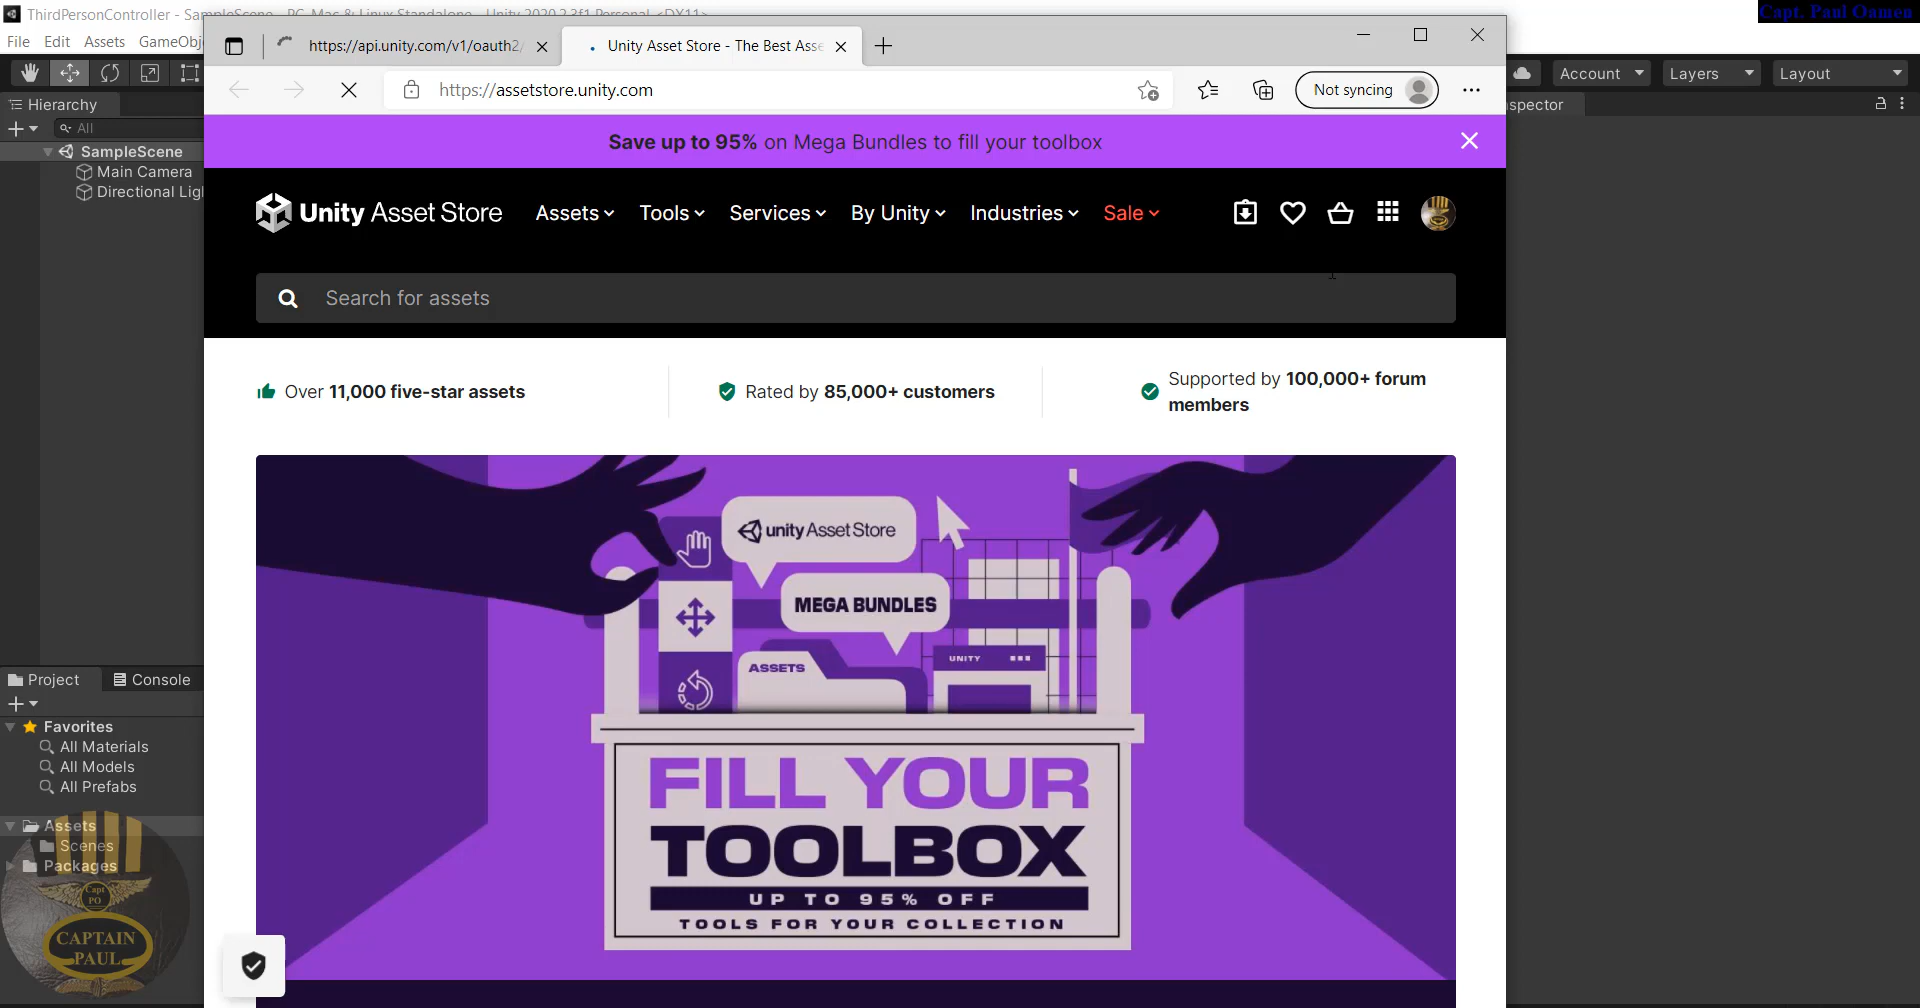 ThirdPersonController - SampleScene - PC, Mac & Linux Standalone - Unity 2020.2.3f1 Personal <DX11>
Capt. Paul Oamen
File Edit Assets GameObj
https://api.unity.com/v1/oauth2/
Unity Asset Store - The Best Asse
https://assetstore.unity.com
Not syncing
Account
Layers
Layout
Hierarchy
spector
All
SampleScene
Main Camera
Directional Lig
Save up to 95% on Mega Bundles to fill your toolbox
Unity Asset Store
Assets Tools Services By Unity Industries Sale
Search for assets
Over 11,000 five-star assets
Rated by 85,000+ customers
Supported by 100,000+ forum
members
unity Asset Store
MEGA BUNDLES
ASSETS
UNITY
FILL YOUR
TOOLBOX
UP TO 95% OFF
TOOLS FOR YOUR COLLECTION
Project Console
Favorites
All Materials
All Models
All Prefabs
Assets
Scenes
Packages
Capt
PO
CAPTAIN
PAUL